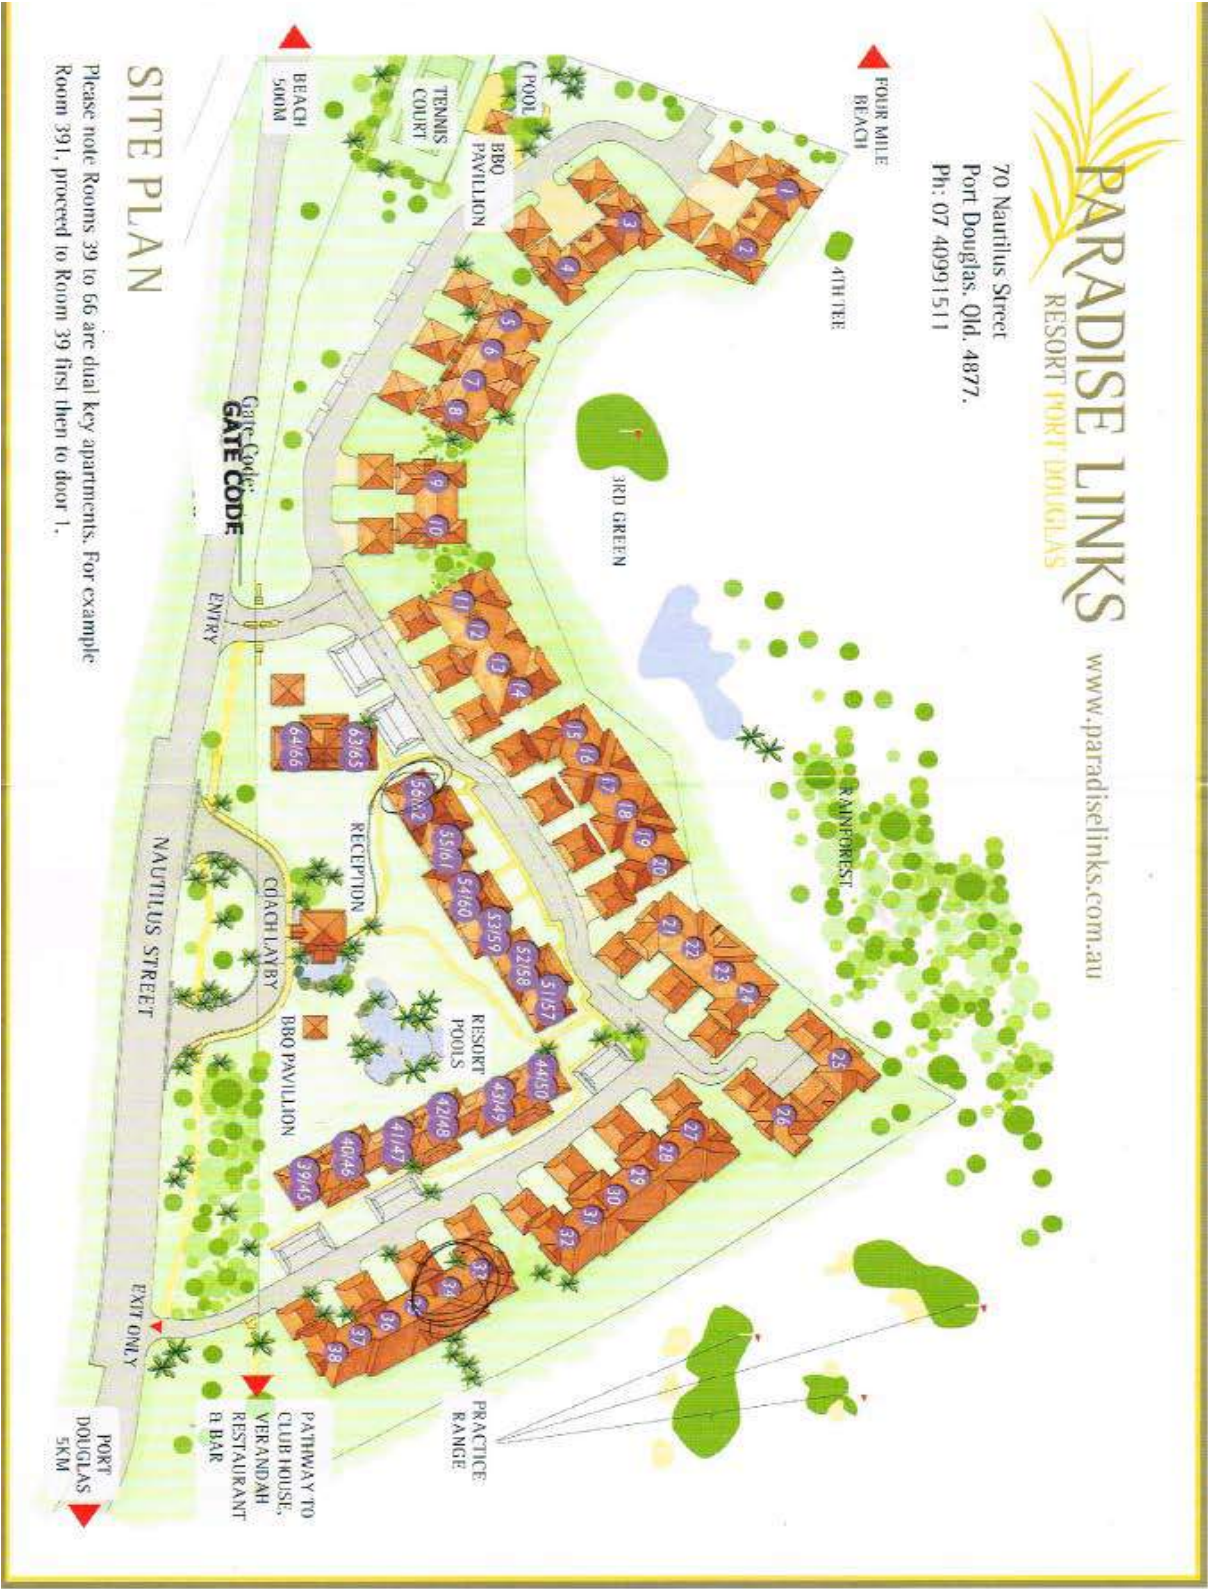 PARADISE LINKS
RESORT PORT DOUGLAS
www.paradiselinks.com.au
70 Nautilus Street
Port Douglas. Qld. 4877.
Ph: 07 4099 1511
FOUR MILE
BEACH
4TH TEE
3RD GREEN
RAINFOREST
1
2
3
4
5
6
7
8
9
10
11
12
13
14
15
16
17
18
19
20
21
22
23
24
25
26
27
28
29
30
31
32
33
34
36
37
38
POOL
BBQ
PAVILLION
TENNIS
COURT
BEACH
500M
63/65
64/66
55/61
54/60
53/59
52/58
51/57
44/50
43/49
42/48
41/47
40/46
39/45
RECEPTION
RESORT
POOLS
COACH LAYBY
BBQ PAVILLION
PRACTICE
RANGE
Gate Code:
GATE CODE
ENTRY
NAUTILUS STREET
EXIT ONLY
PATHWAY TO
CLUB HOUSE,
VERANDAH
RESTAURANT
& BAR
PORT
DOUGLAS
5KM
SITE PLAN
Please note Rooms 39 to 66 are dual key apartments. For example
Room 391, proceed to Room 39 first then to door 1.